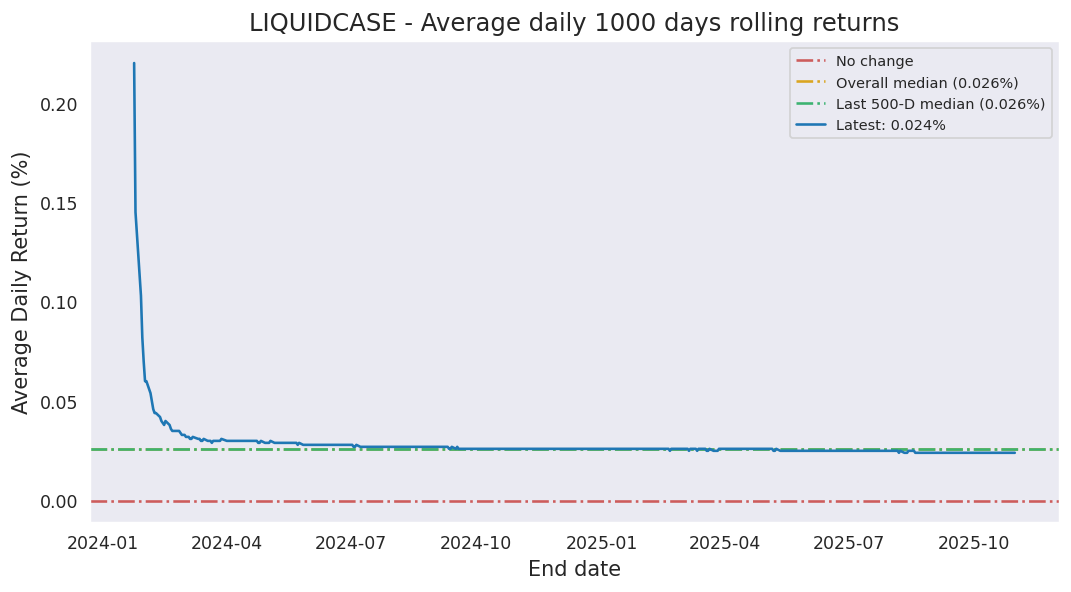 LIQUIDCASE - Average daily 1000 days rolling returns
No change
Overall median (0.026%)
Last 500-D median (0.026%)
Latest: 0.024%
Average Daily Return (%)
0.20
0.15
0.10
0.05
0.00
2024-01 2024-04 2024-07 2024-10 2025-01 2025-04 2025-07 2025-10
End date